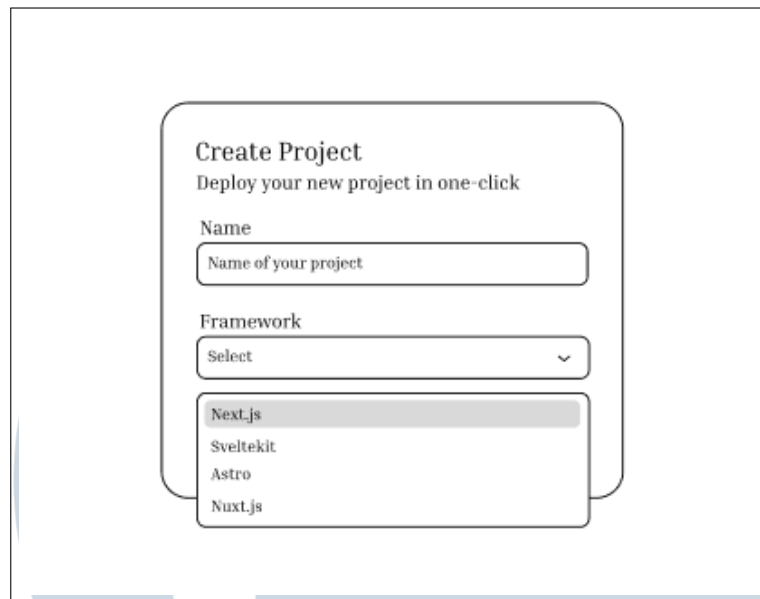 Create Project
Deploy your new project in one-click
Name
Name of your project
Framework
Select
Next.js
Sveltekit
Astro
Nuxt.js